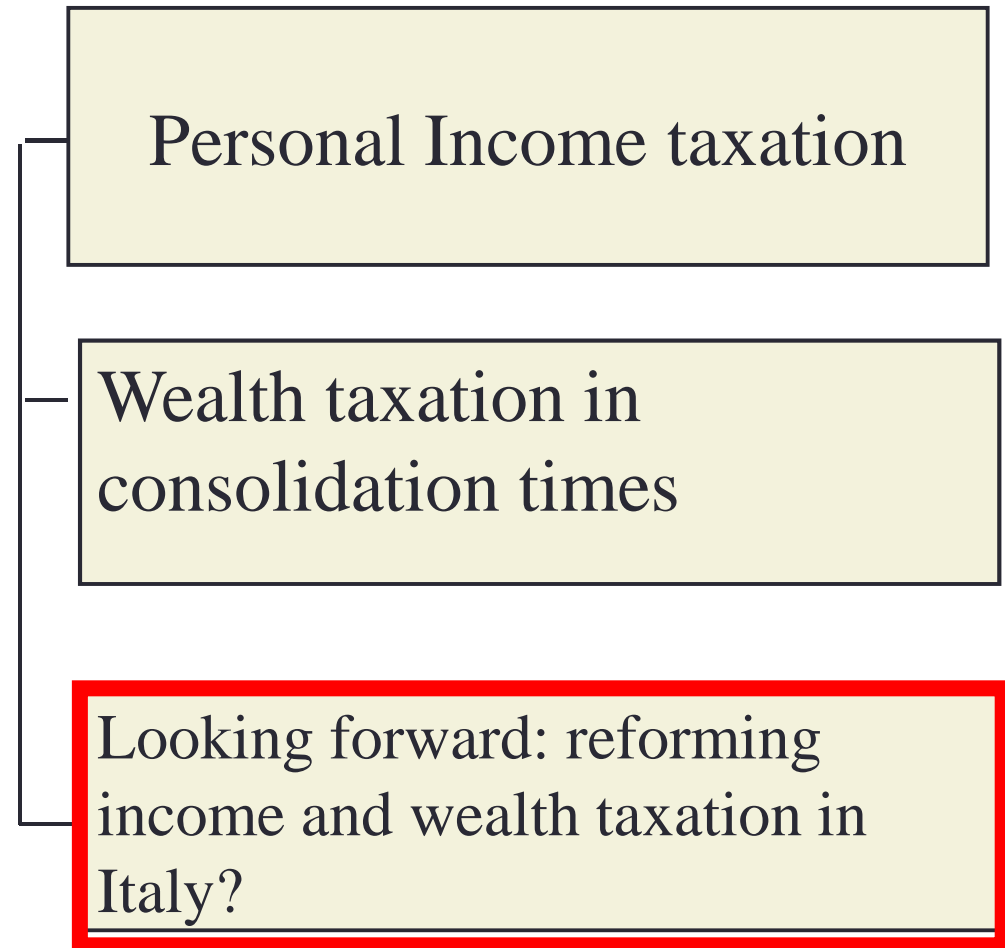 Personal Income taxation
Wealth taxation in
consolidation times
Looking forward: reforming
income and wealth taxation in
Italy?